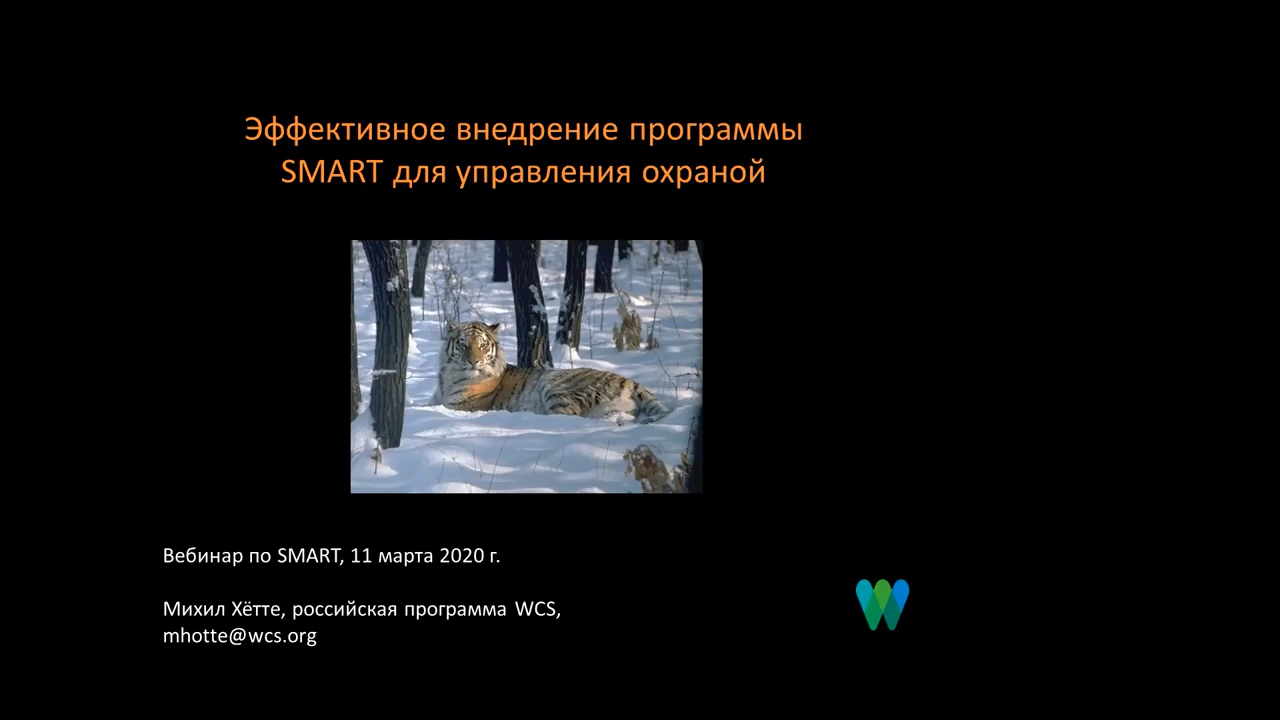 Эффективное внедрение программы
SMART для управления охраной
Вебинар по SMART, 11 марта 2020 г.
Михил Хётте, российская программа WCS,
mhotte@wcs.org